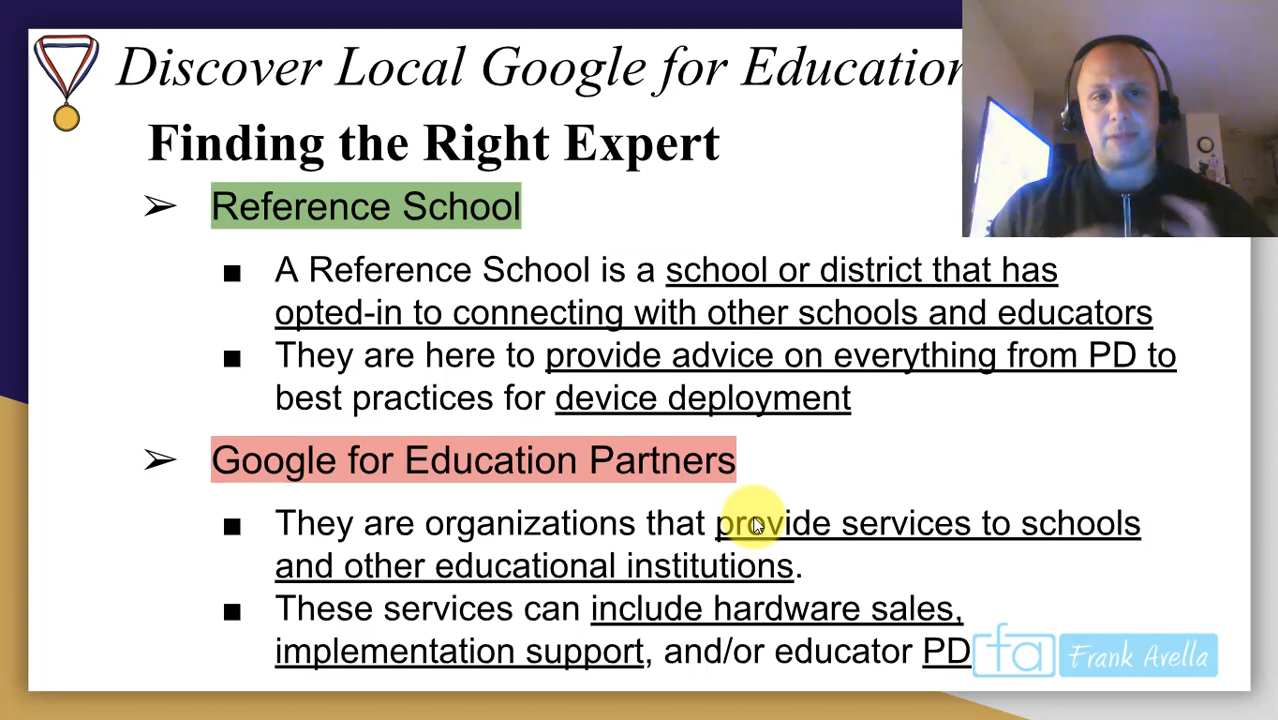 Discover Local Google for Education
Finding the Right Expert
➢ Reference School
■ A Reference School is a school or district that has
opted-in to connecting with other schools and educators
■ They are here to provide advice on everything from PD to
best practices for device deployment
➢ Google for Education Partners
■ They are organizations that provide services to schools
and other educational institutions.
■ These services can include hardware sales,
implementation support, and/or educator PD
fa Frank Avella